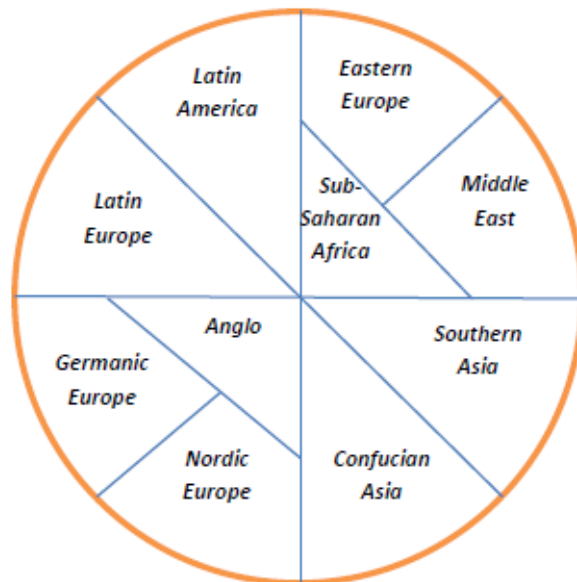 Latin
America
Eastern
Europe
Sub-
Saharan
Africa
Middle
East
Latin
Europe
Anglo
Southern
Asia
Germanic
Europe
Nordic
Europe
Confucian
Asia